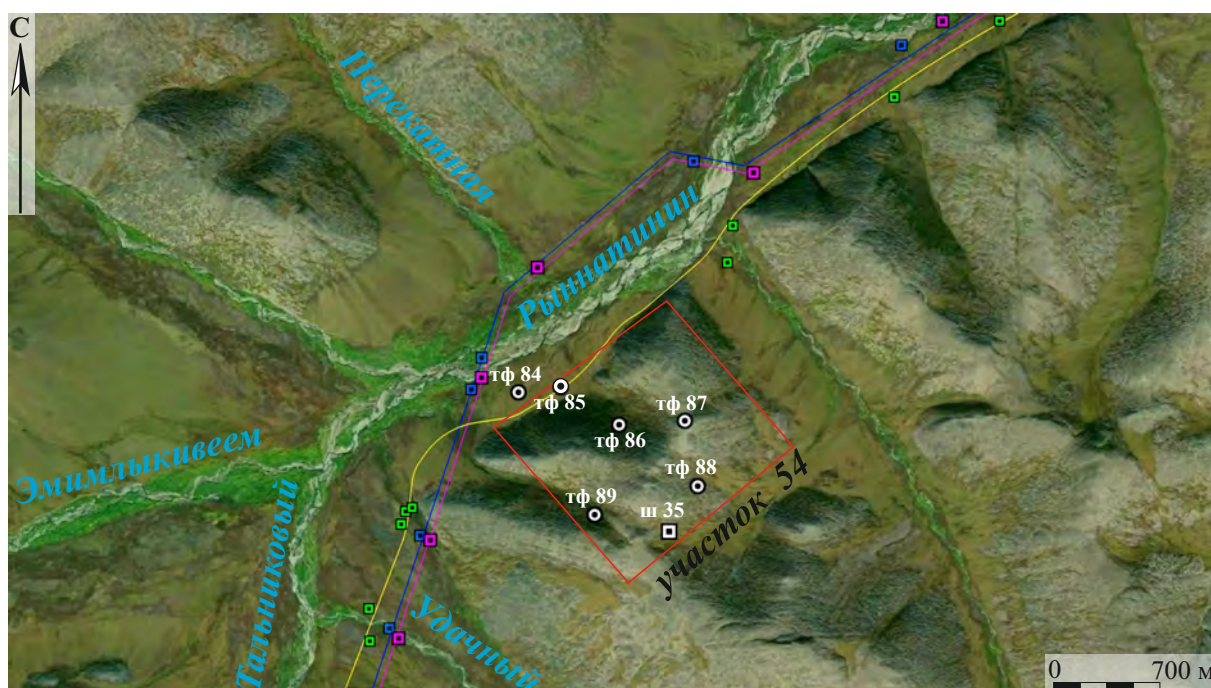 С
Перекатная
Рыннатинин
тф 84
тф 85
тф 86
тф 87
тф 88
тф 89
ш 35
участок 54
Эмимлыкивеем
Тальниковый
Удачный
0 700 м